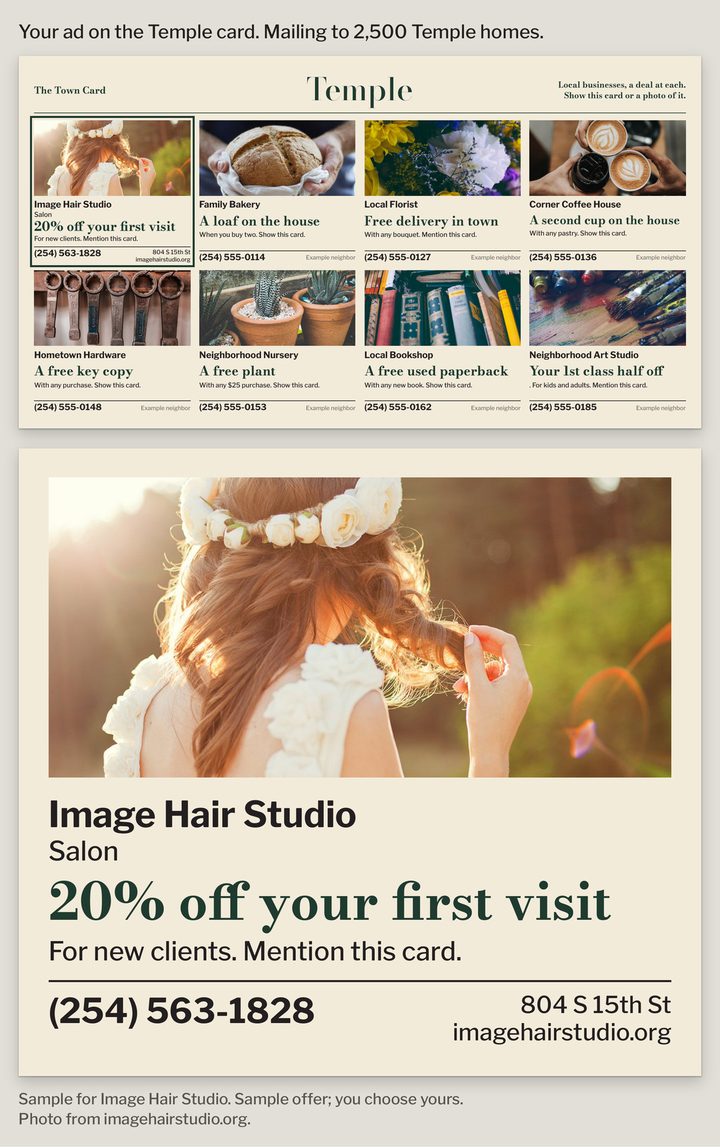 Your ad on the Temple card. Mailing to 2,500 Temple homes.
The Town Card
Temple
Local businesses, a deal at each.
Show this card or a photo of it.
Image Hair Studio
Salon
20% off your first visit
For new clients. Mention this card.
(254) 563-1828
804 S 15th St
imagehairstudio.org
Family Bakery
A loaf on the house
When you buy two. Show this card.
(254) 555-0114
Example neighbor
Local Florist
Free delivery in town
With any bouquet. Mention this card.
(254) 555-0127
Example neighbor
Corner Coffee House
A second cup on the house
With any pastry. Show this card.
(254) 555-0136
Example neighbor
Hometown Hardware
A free key copy
With any purchase. Show this card.
(254) 555-0148
Example neighbor
Neighborhood Nursery
A free plant
With any $25 purchase. Show this card.
(254) 555-0153
Example neighbor
Local Bookshop
A free used paperback
With any new book. Show this card.
(254) 555-0162
Example neighbor
Neighborhood Art Studio
Your 1st class half off
. For kids and adults. Mention this card.
(254) 555-0185
Example neighbor
Image Hair Studio
Salon
20% off your first visit
For new clients. Mention this card.
(254) 563-1828
804 S 15th St
imagehairstudio.org
Sample for Image Hair Studio. Sample offer; you choose yours.
Photo from imagehairstudio.org.